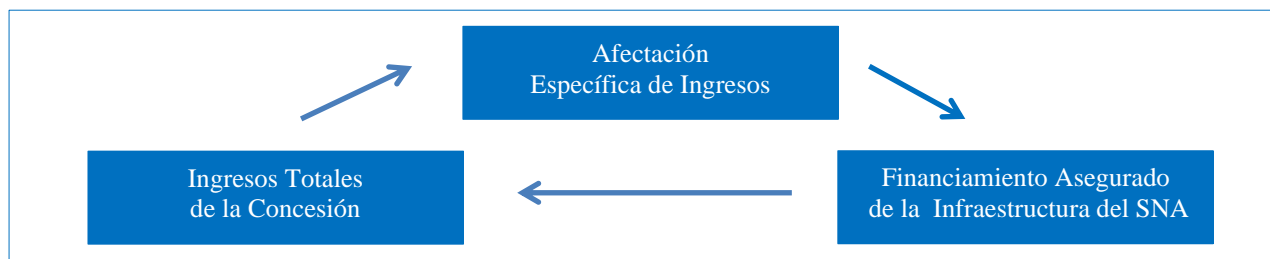 Afectación
Específica de Ingresos
Ingresos Totales
de la Concesión
Financiamiento Asegurado
de la Infraestructura del SNA